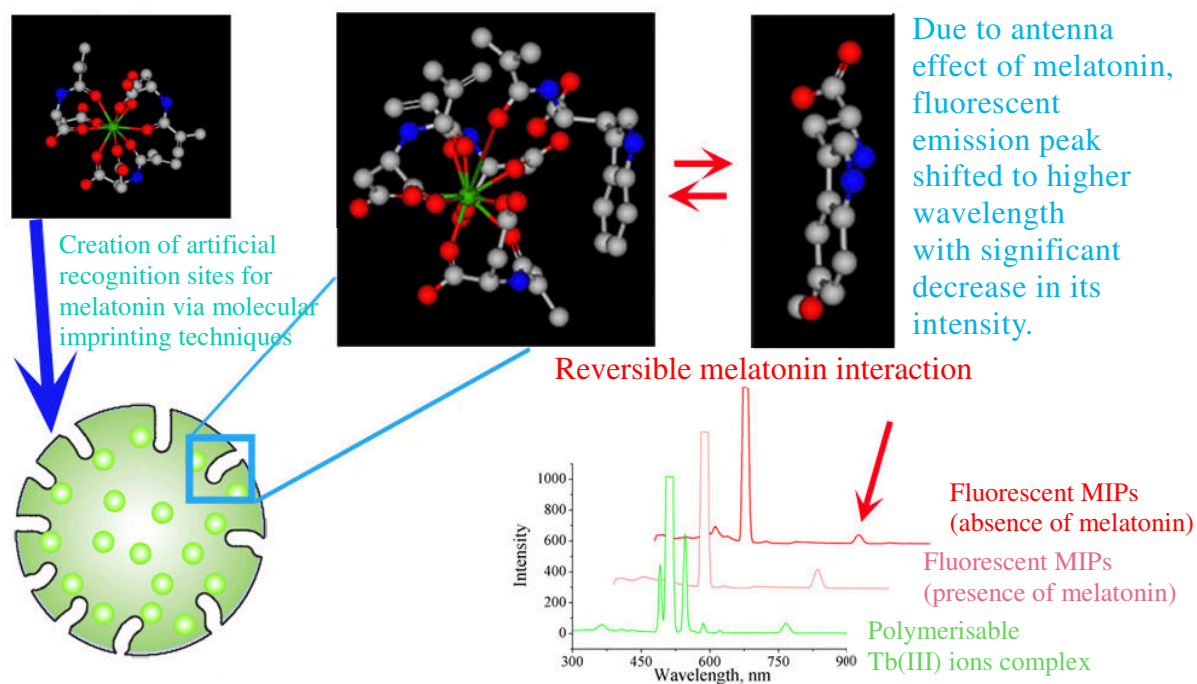 Due to antenna
effect of melatonin,
fluorescent
emission peak
shifted to higher
wavelength
with significant
decrease in its
intensity.
Creation of artificial
recognition sites for
melatonin via molecular
imprinting techniques
Reversible melatonin interaction
1000
800
600
400
200
0
Intensity
300
450
600
750
900
Wavelength, nm
Fluorescent MIPs
(absence of melatonin)
Fluorescent MIPs
(presence of melatonin)
Polymerisable
Tb(III) ions complex